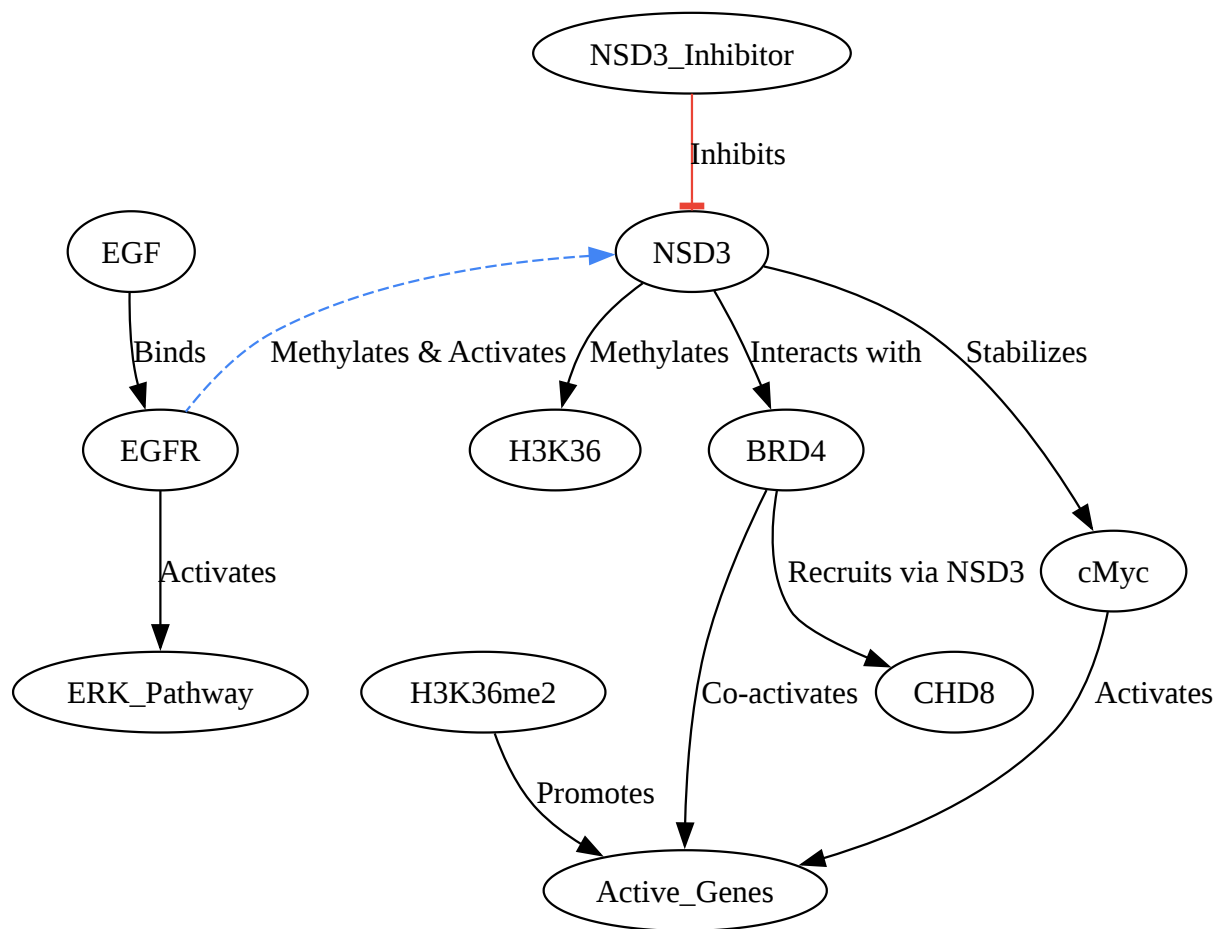 NSD3_Inhibitor
Inhibits
EGF
NSD3
Binds
Methylates & Activates
Methylates
Interacts with
Stabilizes
EGFR
H3K36
BRD4
Activates
Recruits via NSD3
cMyc
ERK_Pathway
H3K36me2
Co-activates
CHD8
Activates
Promotes
Active_Genes